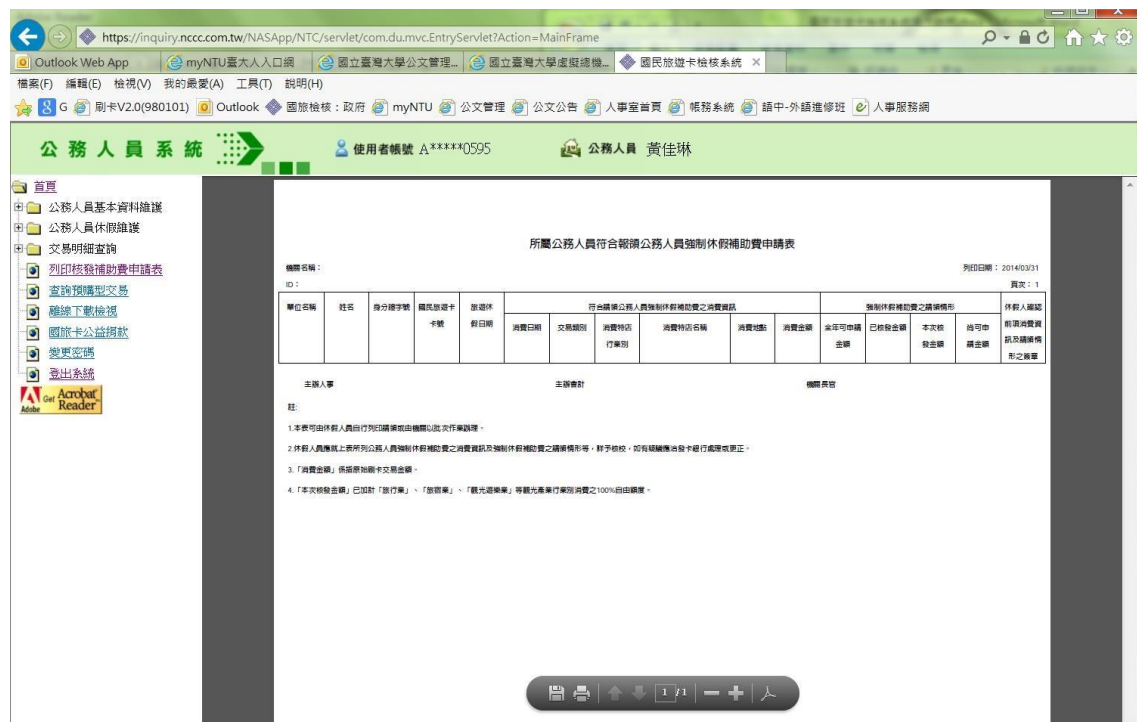 https://inquiry.nccc.com.tw/NASApp/NTC/servlet/com.du.mvc.EntryServlet?Action=MainFrame
Outlook Web App myNTU臺大人入口網 國立臺灣大學公文管理... 國立臺灣大學虛擬總機... 國民旅遊卡檢核系統
檔案(F) 編輯(E) 檢視(V) 我的最愛(A) 工具(T) 說明(H)
G 刷卡V2.0(980101) Outlook 國旅檢核：政府 myNTU 公文管理 公文公告 人事室首頁 帳務系統 語中-外語進修班 人事服務網
公務人員系統 使用者帳號 A*****0595 公務人員 黃佳琳
首頁
公務人員基本資料維護
公務人員休假維護
交易明細查詢
列印核發補助費申請表
查詢預購型交易
離線下載檢視
國旅卡公益捐款
變更密碼
登出系統
Get Acrobat Reader
Adobe
所屬公務人員符合報領公務人員強制休假補助費申請表
機關名稱： 列印日期：2014/03/31
ID： 頁次：1
單位名稱 姓名 身分證字號 國民旅遊卡卡號 旅遊休假日期 符合請領公務人員強制休假補助費之消費資訊 強制休假補助費之請領情形 休假人確認前項消費資訊及請領情形之簽章
消費日期 交易類別 消費特店行業別 消費特店名稱 消費地點 消費金額 全年可申請金額 已核發金額 本次核發金額 尚可申請金額
主辦人事 主辦會計 機關長官
註:
1.本表可由休假人員自行列印請領或由機關以批次作業辦理。
2.休假人員應就上表所列公務人員強制休假補助費之消費資訊及強制休假補助費之請領情形等，詳予檢核，如有疑義應洽發卡銀行處理或更正。
3.「消費金額」係指原始刷卡交易金額。
4.「本次核發金額」已加計「旅行業」、「旅宿業」、「觀光遊樂業」等觀光產業行業別消費之100%自由額度。
1 /1